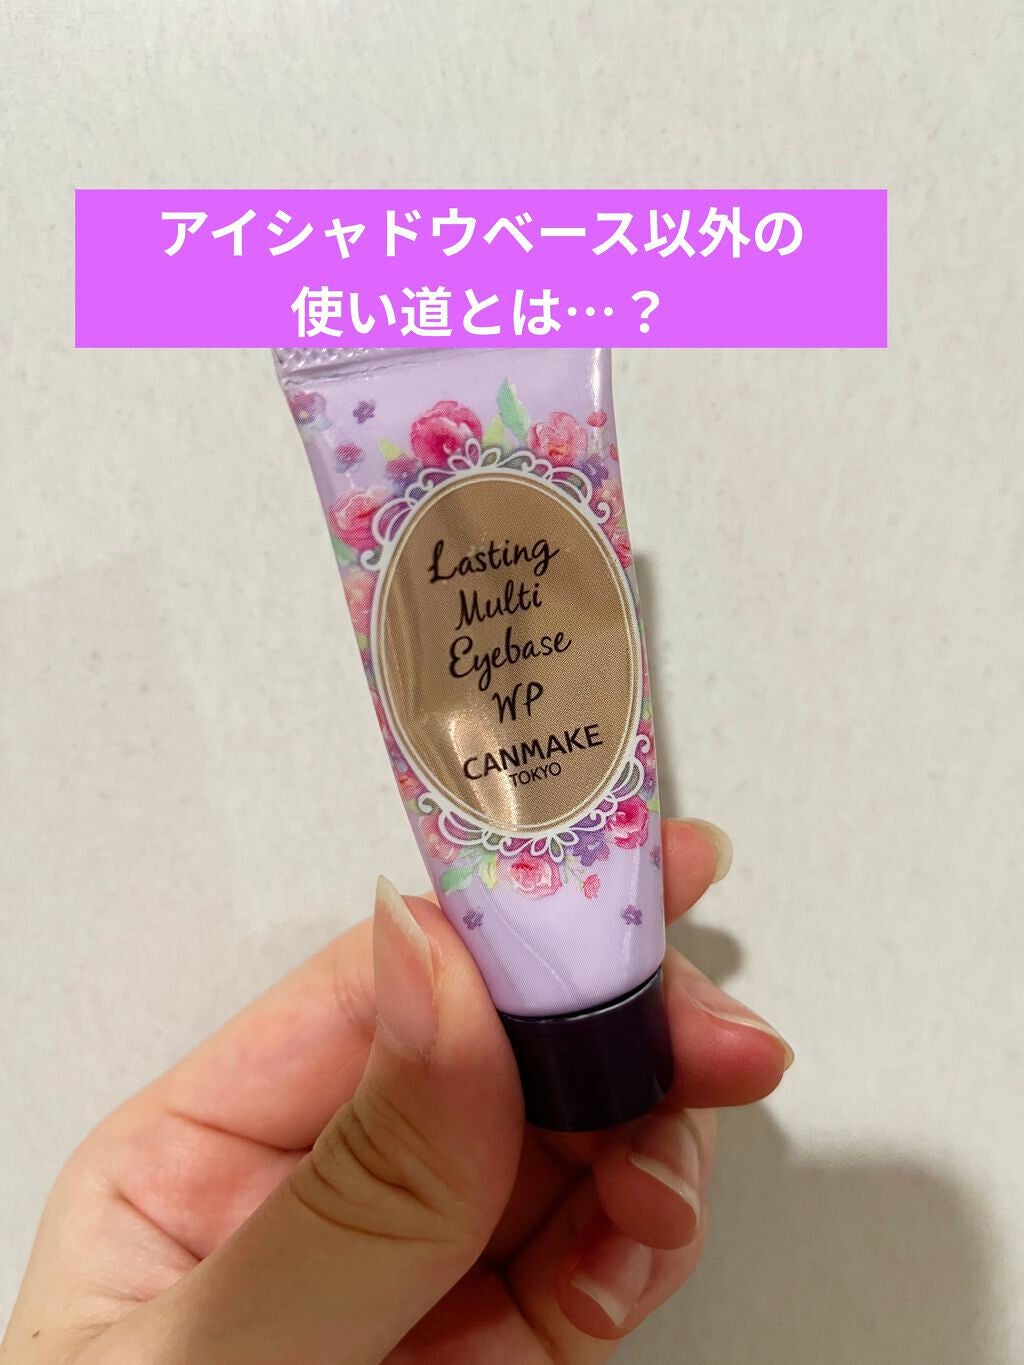 アイシャドウベース以外の
使い道とは…？
Lasting
Multi
Eyebase
WP
CANMAKE
TOKYO